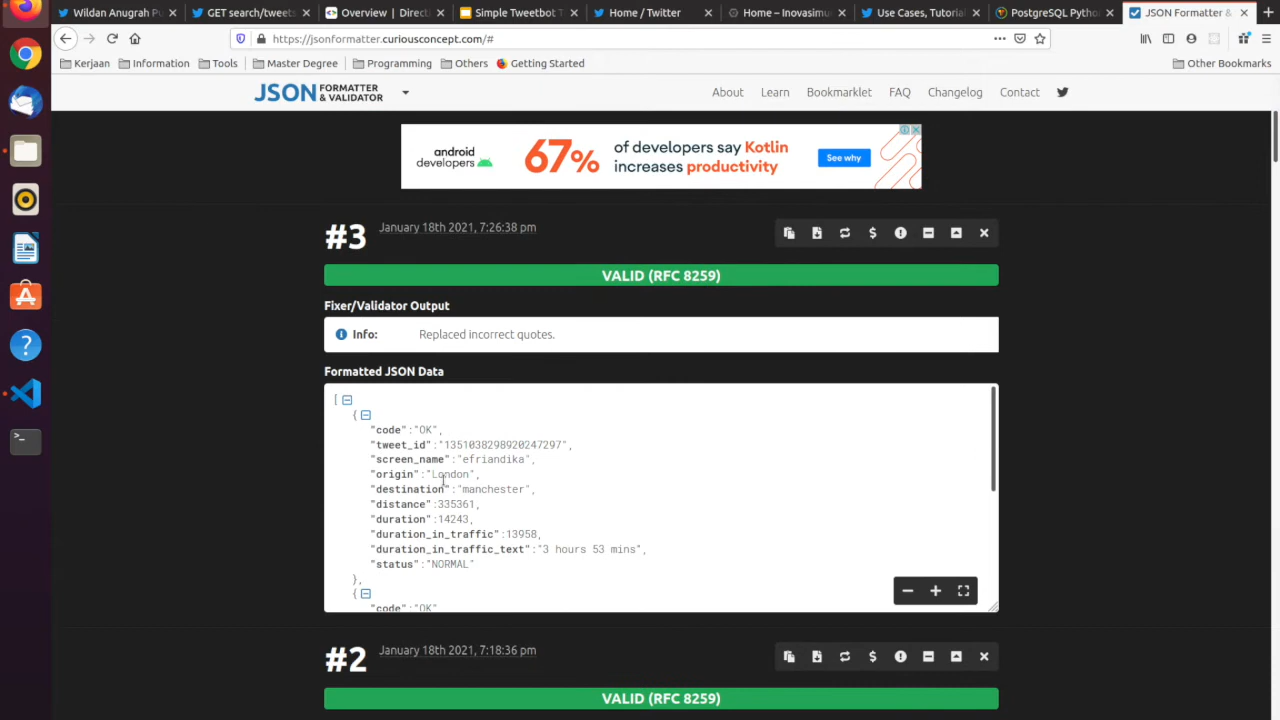 Wildan Anugrah Pu
GET search/tweets
Overview | Directi
Simple Tweetbot T
Home / Twitter
Home – Inovasimu
Use Cases, Tutorial
PostgreSQL Pytho
JSON Formatter &
https://jsonformatter.curiousconcept.com/#
Kerjaan
Information
Tools
Master Degree
Programming
Others
Getting Started
Other Bookmarks
JSON FORMATTER & VALIDATOR
About
Learn
Bookmarklet
FAQ
Changelog
Contact
android developers
67%
of developers say Kotlin
increases productivity
See why
#3
January 18th 2021, 7:26:38 pm
VALID (RFC 8259)
Fixer/Validator Output
Info: Replaced incorrect quotes.
Formatted JSON Data
[
{
"code":"OK",
"tweet_id":"1351038298920247297",
"screen_name":"efriandika",
"origin":"London",
"destination":"manchester",
"distance":335361,
"duration":14243,
"duration_in_traffic":13958,
"duration_in_traffic_text":"3 hours 53 mins",
"status":"NORMAL"
},
{
"code":"OK"
#2
January 18th 2021, 7:18:36 pm
VALID (RFC 8259)